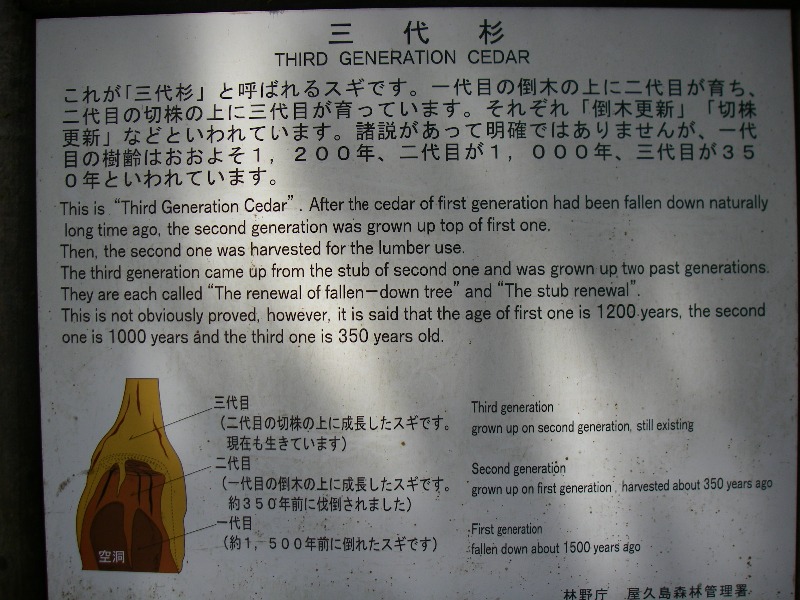 三代杉
THIRD GENERATION CEDAR
これが「三代杉」と呼ばれるスギです。一代目の倒木の上に二代目が育ち、
二代目の切株の上に三代目が育っています。それぞれ「倒木更新」「切株
更新」などといわれています。諸説があって明確ではありませんが、一代
目の樹齢はおおよそ１，２００年、二代目が１，０００年、三代目が３５
０年といわれています。
This is “Third Generation Cedar” . After the cedar of first generation had been fallen down naturally
long time ago, the second generation was grown up top of first one.
Then, the second one was harvested for the lumber use.
The third generation came up from the stub of second one and was grown up two past generations.
They are each called “The renewal of fallen-down tree” and “The stub renewal”.
This is not obviously proved, however, it is said that the age of first one is 1200 years, the second
one is 1000 years and the third one is 350 years old.
三代目
（二代目の切株の上に成長したスギです。
現在も生きています）
二代目
（一代目の倒木の上に成長したスギです。
約３５０年前に伐倒されました）
一代目
（約１，５００年前に倒れたスギです）
空洞
Third generation
grown up on second generation, still existing
Second generation
grown up on first generation , harvested about 350 years ago
First generation
fallen down about 1500 years ago
林野庁 屋久島森林管理署